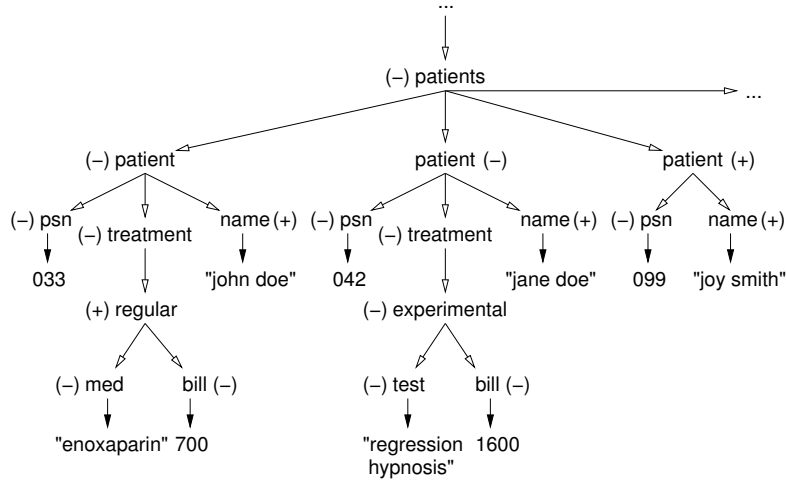 ...
(−) patients
...
(−) patient patient (−) patient (+)
(−) psn name (+) (−) psn name (+) (−) psn name (+)
(−) treatment (−) treatment
033 "john doe" 042 "jane doe" 099 "joy smith"
(+) regular (−) experimental
(−) med bill (−) (−) test bill (−)
"enoxaparin" 700 "regression 1600
hypnosis"